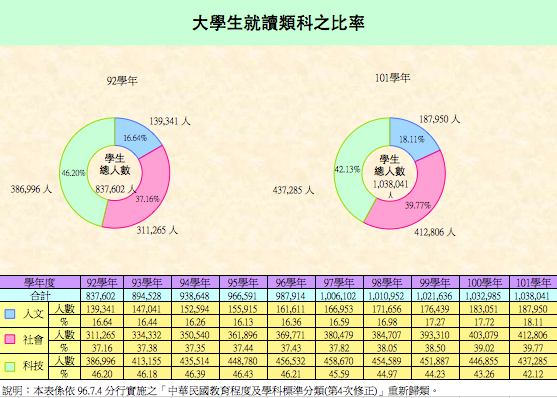 大學生就讀類科之比率
92學年
101學年
139,341 人
16.64%
187,950 人
18.11%
學生
總人數
837,602 人
46.20%
37.16%
386,996 人
311,265 人
學生
總人數
1,038,041
人
42.13%
39.77%
437,285 人
412,806 人
學年度 92學年 93學年 94學年 95學年 96學年 97學年 98學年 99學年 100學年 101學年
合計 837,602 894,528 938,648 966,591 987,914 1,006,102 1,010,952 1,021,636 1,032,985 1,038,041
人文 人數 139,341 147,041 152,594 155,915 161,611 166,953 171,656 176,439 183,051 187,950
% 16.64 16.44 16.26 16.13 16.36 16.59 16.98 17.27 17.72 18.11
社會 人數 311,265 334,332 350,540 361,896 369,771 380,479 384,707 393,310 403,079 412,806
% 37.16 37.38 37.35 37.44 37.43 37.82 38.05 38.50 39.02 39.77
科技 人數 386,996 413,155 435,514 448,780 456,532 458,670 454,589 451,887 446,855 437,285
% 46.20 46.18 46.39 46.43 46.21 45.59 44.97 44.23 43.26 42.12
說明：本表係依 96.7.4 分行實施之「中華民國教育程度及學科標準分類(第4次修正)」重新歸類。